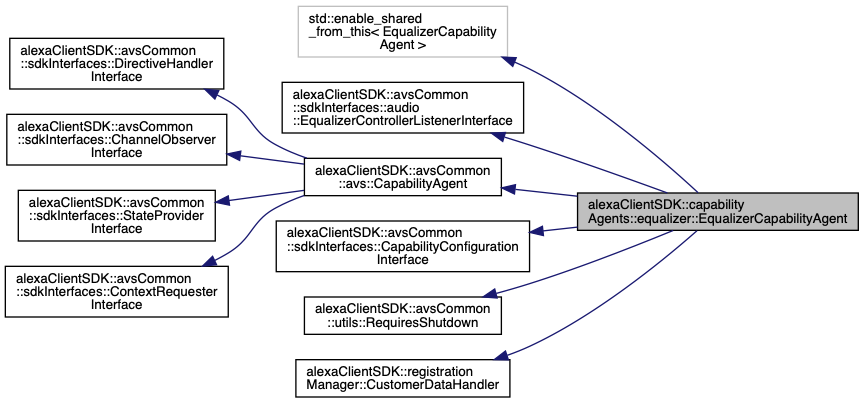 std::enable_shared
_from_this< EqualizerCapability
Agent >
alexaClientSDK::avsCommon
::sdkInterfaces::DirectiveHandler
Interface
alexaClientSDK::avsCommon
::sdkInterfaces::audio
::EqualizerControllerListenerInterface
alexaClientSDK::avsCommon
::sdkInterfaces::ChannelObserver
Interface
alexaClientSDK::avsCommon
::avs::CapabilityAgent
alexaClientSDK::avsCommon
::sdkInterfaces::StateProvider
Interface
alexaClientSDK::capability
Agents::equalizer::EqualizerCapabilityAgent
alexaClientSDK::avsCommon
::sdkInterfaces::CapabilityConfiguration
Interface
alexaClientSDK::avsCommon
::sdkInterfaces::ContextRequester
Interface
alexaClientSDK::avsCommon
::utils::RequiresShutdown
alexaClientSDK::registration
Manager::CustomerDataHandler